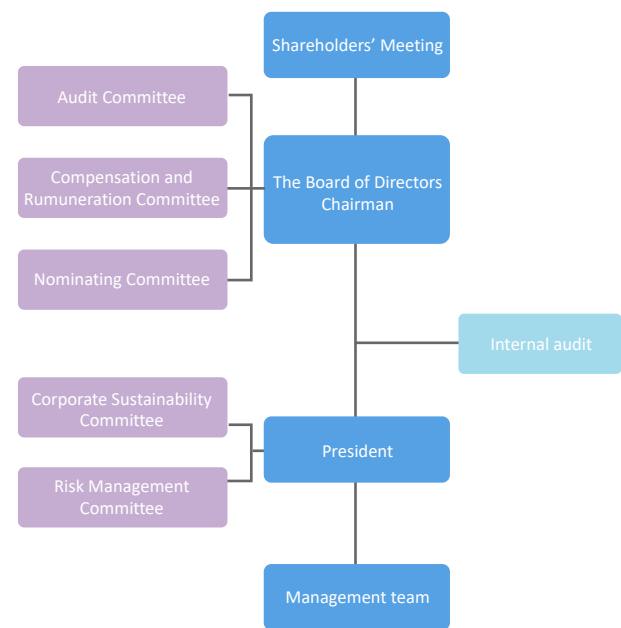 Shareholders’ Meeting
Audit Committee
Compensation and
Rumuneration Committee
The Board of Directors
Chairman
Nominating Committee
Internal audit
Corporate Sustainability
Committee
President
Risk Management
Committee
Management team